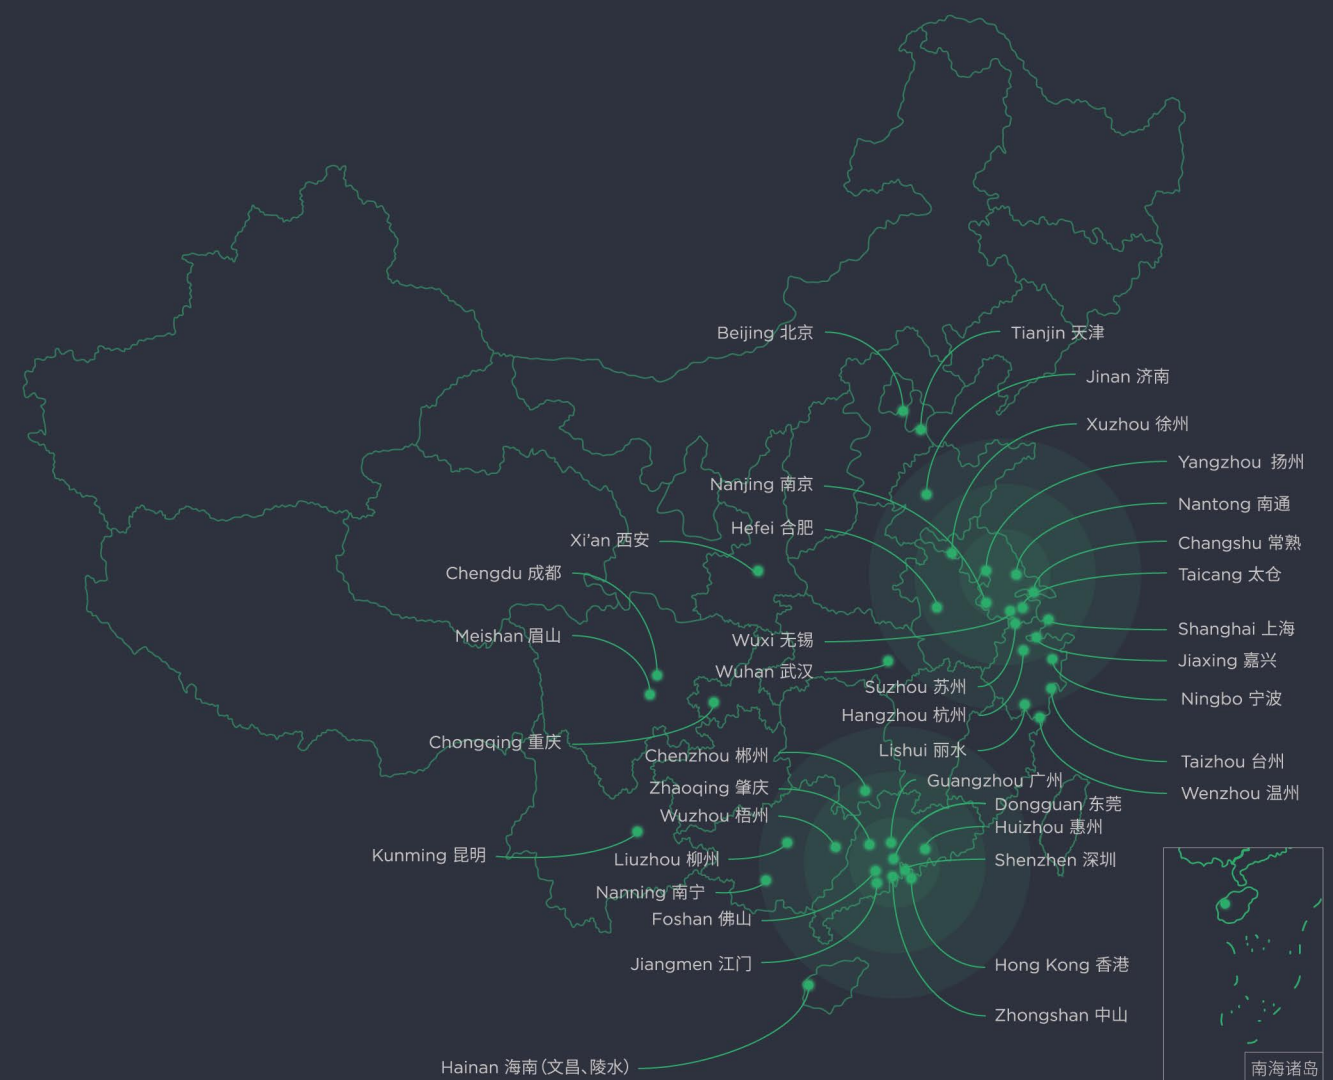 Beijing 北京
Tianjin 天津
Jinan 济南
Xuzhou 徐州
Yangzhou 扬州
Nanjing 南京
Nantong 南通
Hefei 合肥
Xi'an 西安
Changshu 常熟
Chengdu 成都
Taicang 太仓
Meishan 眉山
Wuxi 无锡
Shanghai 上海
Wuhan 武汉
Jiaxing 嘉兴
Suzhou 苏州
Ningbo 宁波
Hangzhou 杭州
Chongqing 重庆
Lishui 丽水
Chenzhou 郴州
Taizhou 台州
Guangzhou 广州
Zhaoqing 肇庆
Wenzhou 温州
Dongguan 东莞
Wuzhou 梧州
Huizhou 惠州
Kunming 昆明
Liuzhou 柳州
Shenzhen 深圳
Nanning 南宁
Foshan 佛山
Jiangmen 江门
Hong Kong 香港
Zhongshan 中山
Hainan 海南(文昌、陵水)
南海诸岛